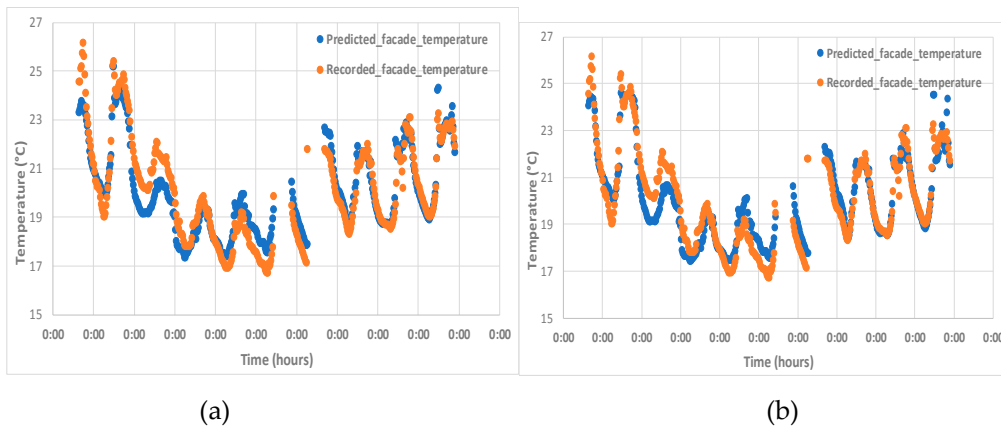 27
25
23
21
19
17
15
Temperature (°C)
Predicted_facade_temperature
Recorded_facade_temperature
0:00 0:00 0:00 0:00 0:00 0:00 0:00 0:00 0:00 0:00 0:00 0:00
Time (hours)
(a)
27
25
23
21
19
17
15
Temperature (°C)
Predicted_facade_temperature
Recorded_facade_temperature
0:00 0:00 0:00 0:00 0:00 0:00 0:00 0:00 0:00 0:00 0:00 0:00
Time (hours)
(b)